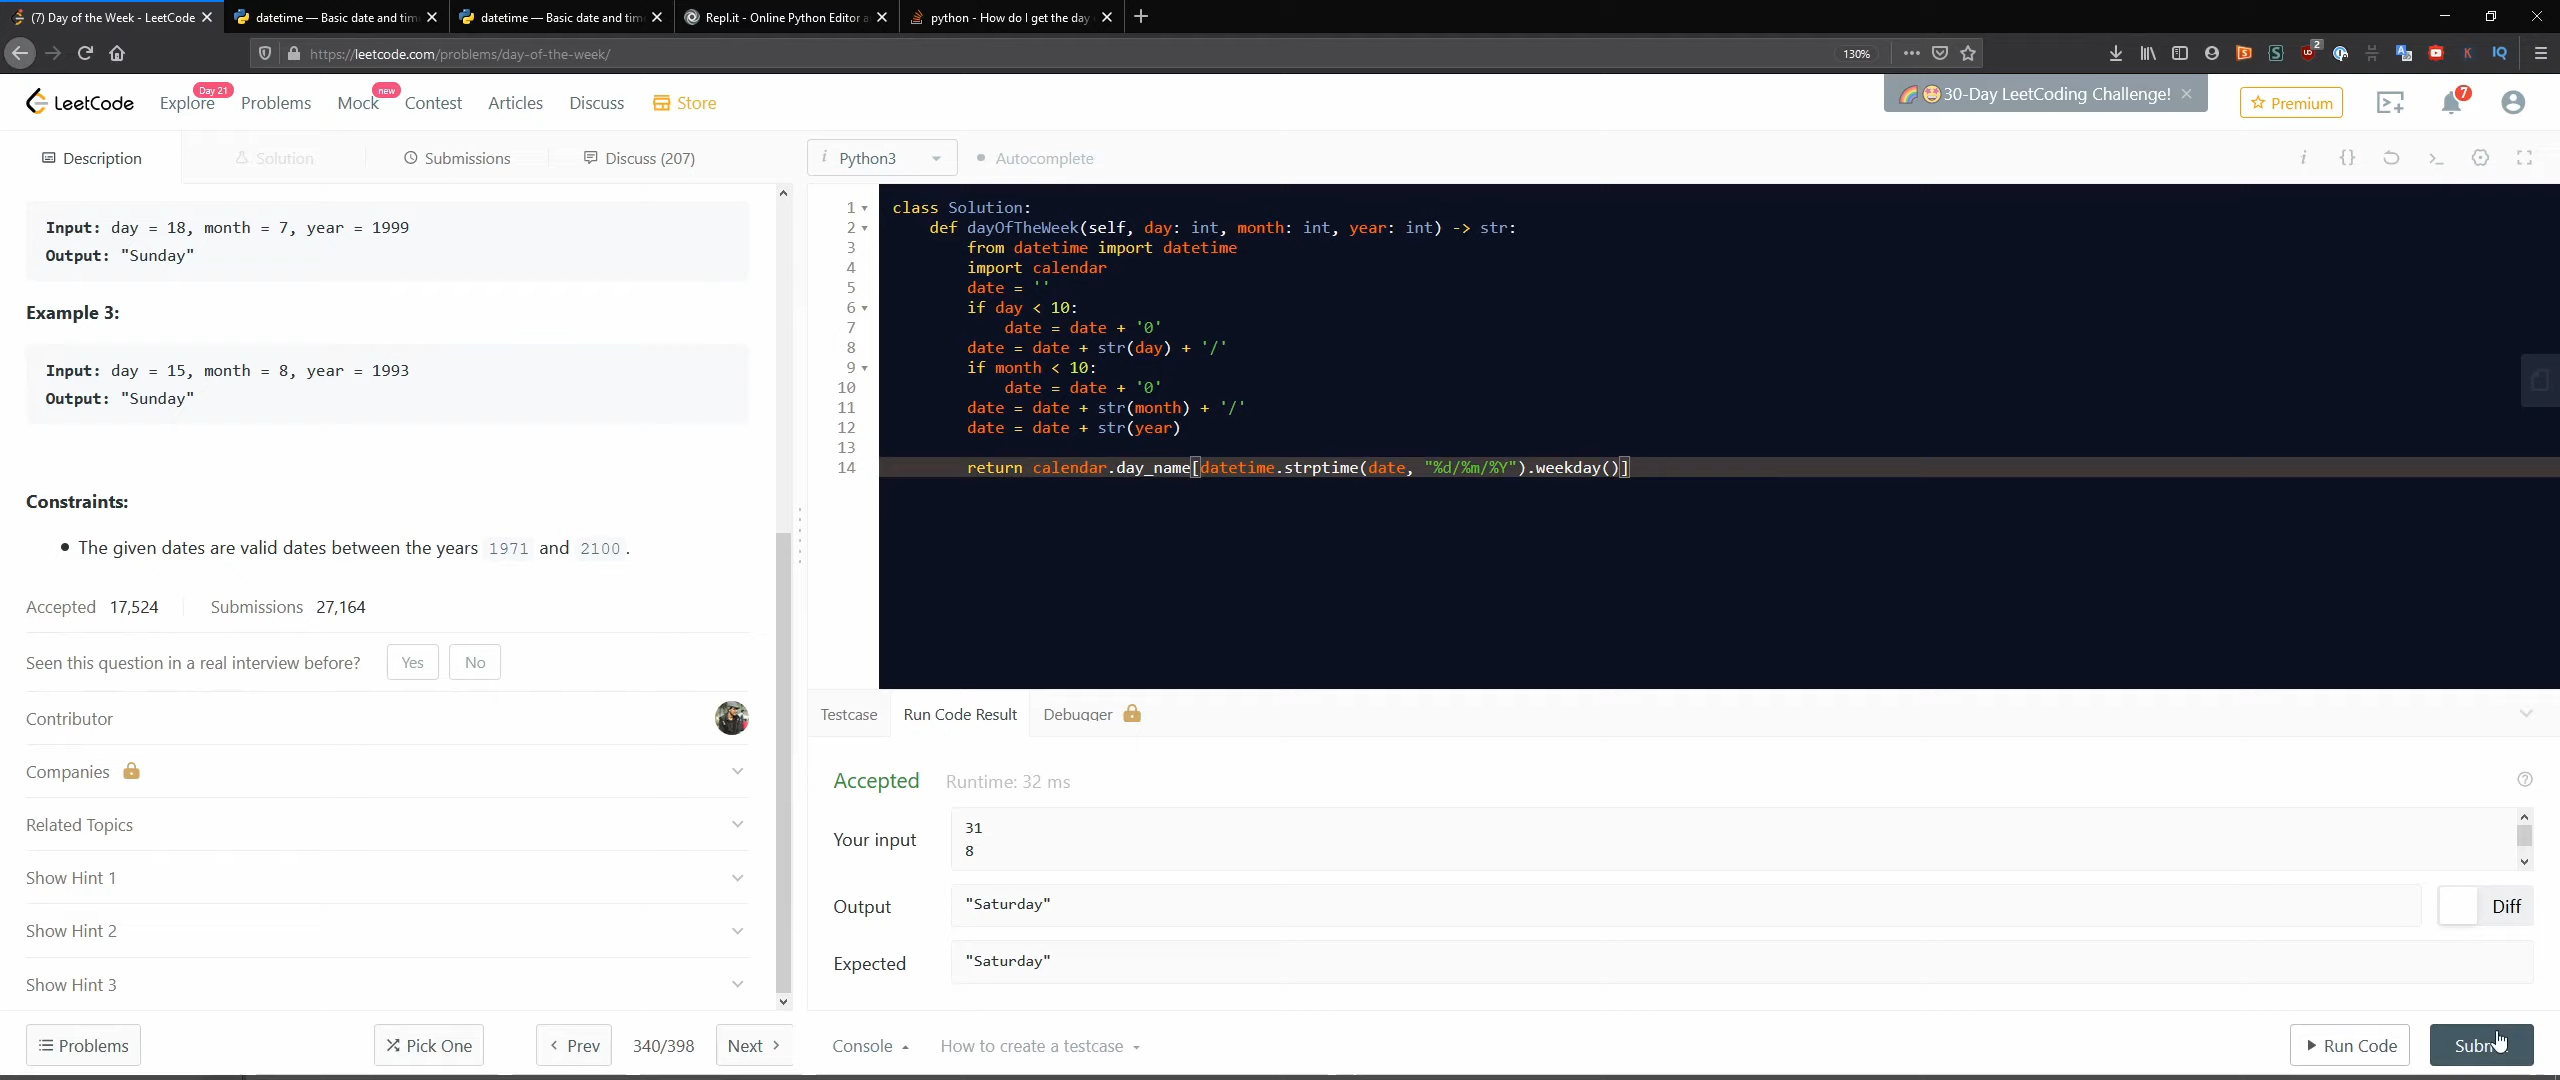 (7) Day of the Week - LeetCode
datetime — Basic date and tim
datetime — Basic date and tim
Repl.it - Online Python Editor a
python - How do I get the day
https://leetcode.com/problems/day-of-the-week/
130%
2
IQ
LeetCode
Explore
Day 21
Problems
Mock
new
Contest
Articles
Discuss
Store
30-Day LeetCoding Challenge!
Premium
7
Description
Solution
Submissions
Discuss (207)
Python3
Autocomplete
Input: day = 18, month = 7, year = 1999
Output: "Sunday"
Example 3:
Input: day = 15, month = 8, year = 1993
Output: "Sunday"
Constraints:
The given dates are valid dates between the years 1971 and 2100.
Accepted 17,524
Submissions 27,164
Seen this question in a real interview before?
Yes
No
Contributor
Companies
Related Topics
Show Hint 1
Show Hint 2
Show Hint 3
Problems
Pick One
Prev
340/398
Next
1 class Solution:
2 def dayOfTheWeek(self, day: int, month: int, year: int) -> str:
3 from datetime import datetime
4 import calendar
5 date = ''
6 if day < 10:
7 date = date + '0'
8 date = date + str(day) + '/'
9 if month < 10:
10 date = date + '0'
11 date = date + str(month) + '/'
12 date = date + str(year)
13
14 return calendar.day_name[datetime.strptime(date, "%d/%m/%Y").weekday()]
Testcase
Run Code Result
Debugger
Accepted
Runtime: 32 ms
Your input
31
8
Output
"Saturday"
Diff
Expected
"Saturday"
Console
How to create a testcase
Run Code